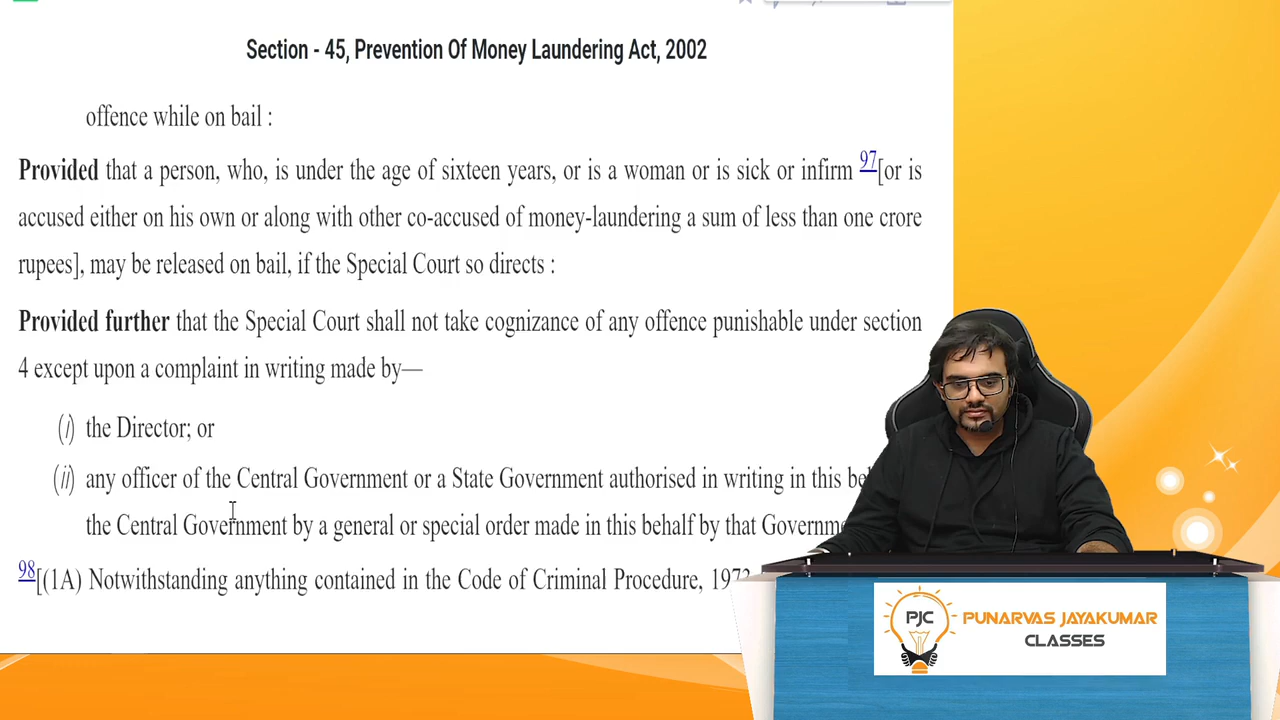 Section - 45, Prevention Of Money Laundering Act, 2002
offence while on bail :
Provided that a person, who, is under the age of sixteen years, or is a woman or is sick or infirm 97[or is
accused either on his own or along with other co-accused of money-laundering a sum of less than one crore
rupees], may be released on bail, if the Special Court so directs :
Provided further that the Special Court shall not take cognizance of any offence punishable under section
4 except upon a complaint in writing made by—
(i) the Director; or
(ii) any officer of the Central Government or a State Government authorised in writing in this
the Central Government by a general or special order made in this behalf by that
98[(1A) Notwithstanding anything contained in the Code of Criminal Procedure,
PJC
PUNARVAS JAYAKUMAR
CLASSES